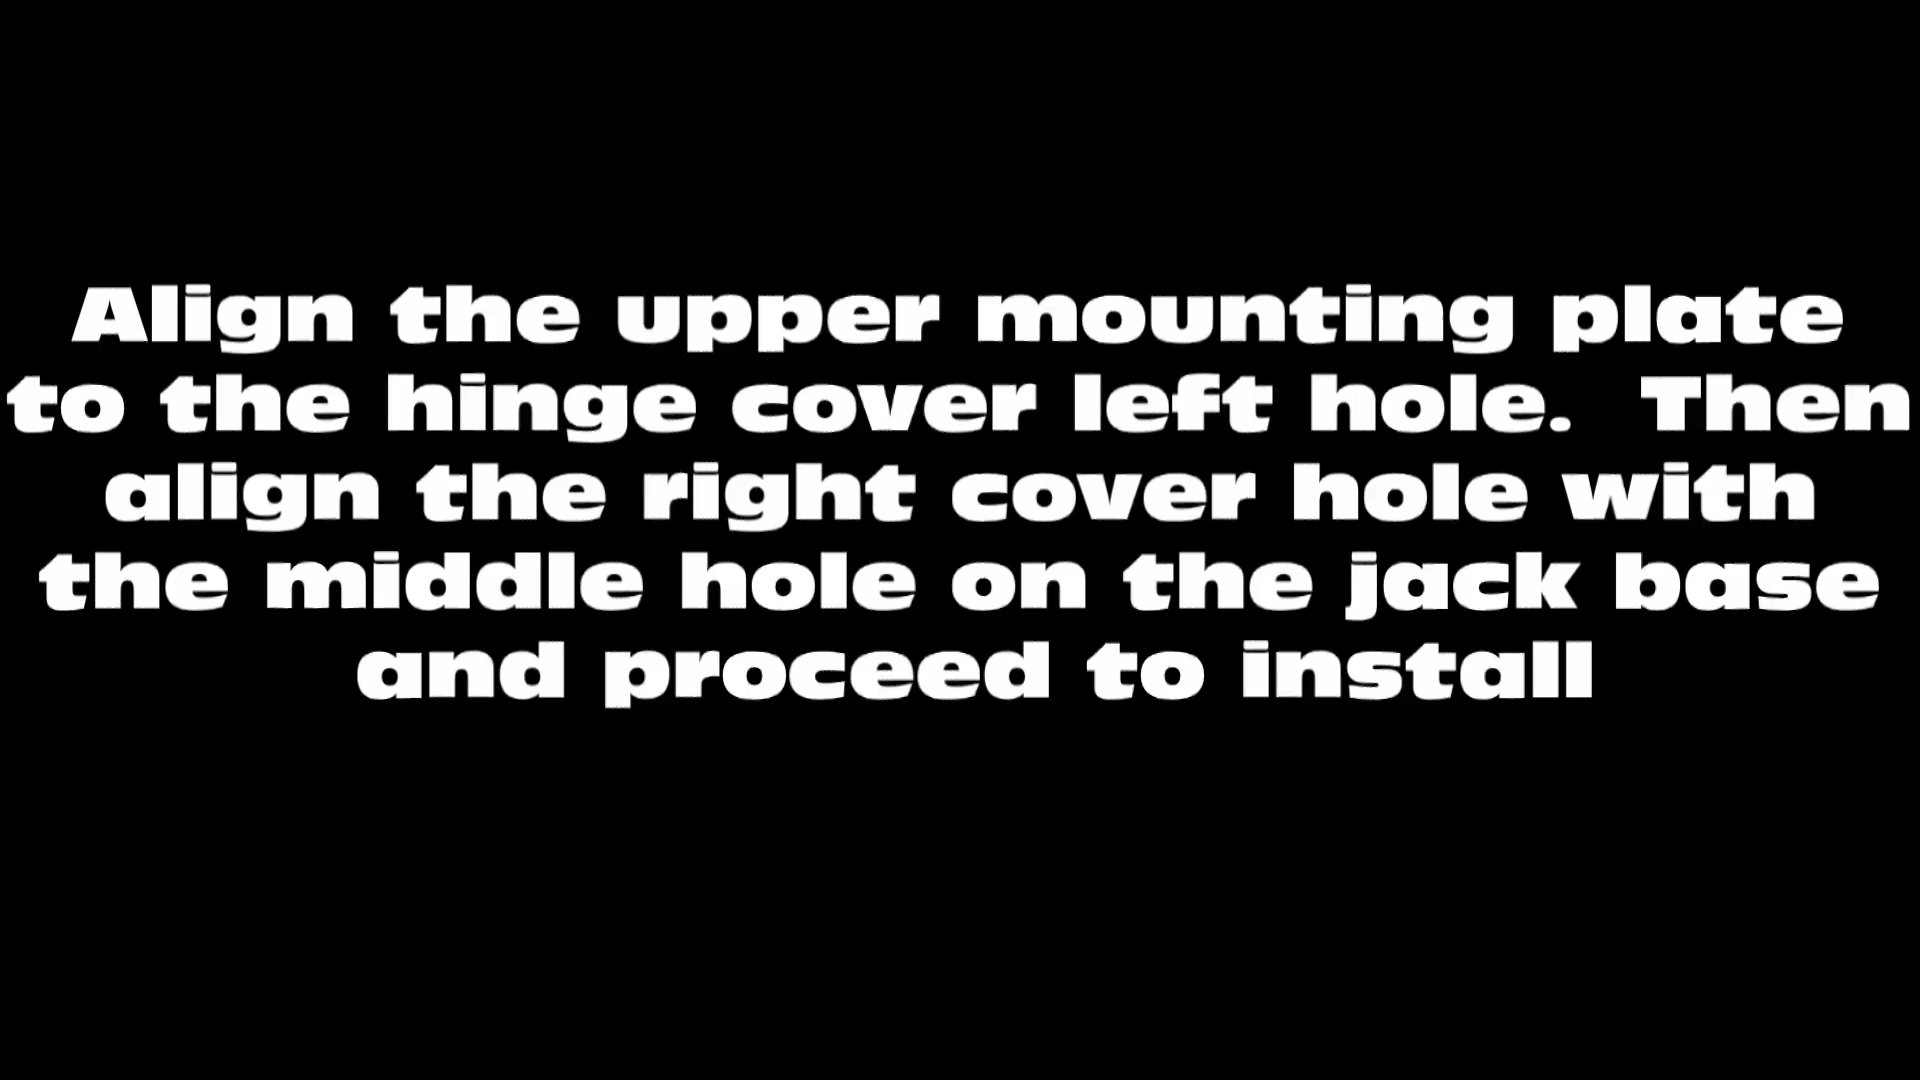 Align the upper mounting plate
to the hinge cover left hole.  Then
align the right cover hole with
the middle hole on the jack base
and proceed to install